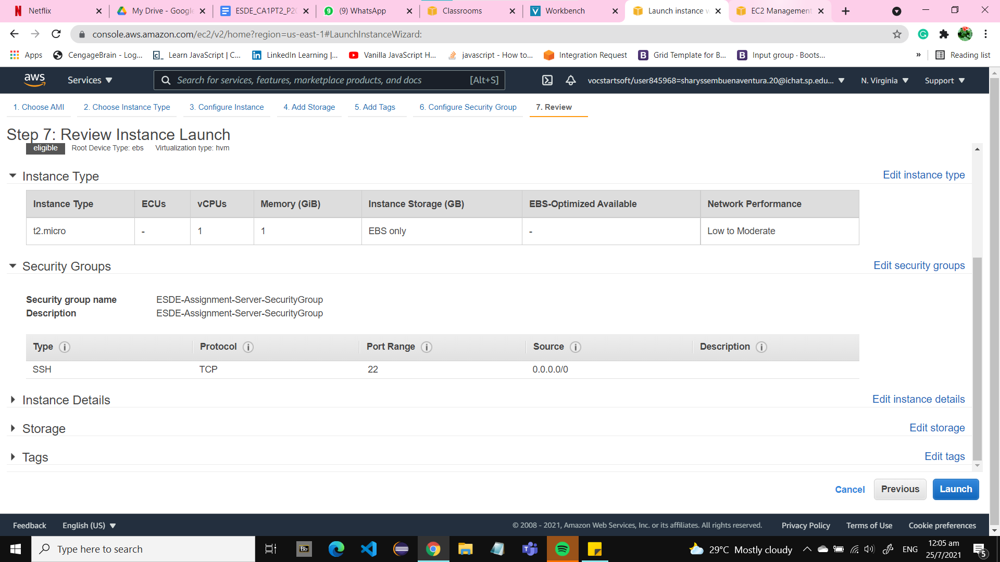 Netflix
My Drive - Google
ESDE_CA1PT2_P20
(9) WhatsApp
Classrooms
Workbench
Launch instance w
EC2 Management
console.aws.amazon.com/ec2/v2/home?region=us-east-1#LaunchInstanceWizard:
Apps
CengageBrain - Log...
Learn JavaScript | C...
LinkedIn Learning |...
Vanilla JavaScript H...
javascript - How to...
Integration Request
Grid Template for B...
Input group · Boots...
»
Reading list
aws
Services
Search for services, features, marketplace products, and docs
[Alt+S]
vocstartsoft/user845968=sharyssembuenaventura.20@ichat.sp.edu...
N. Virginia
Support
1. Choose AMI
2. Choose Instance Type
3. Configure Instance
4. Add Storage
5. Add Tags
6. Configure Security Group
7. Review
Step 7: Review Instance Launch
eligible
Root Device Type: ebs
Virtualization type: hvm
Instance Type
Edit instance type
Instance Type ECUs vCPUs Memory (GiB) Instance Storage (GB) EBS-Optimized Available Network Performance
t2.micro - 1 1 EBS only - Low to Moderate
Security Groups
Edit security groups
Security group name ESDE-Assignment-Server-SecurityGroup
Description ESDE-Assignment-Server-SecurityGroup
Type Protocol Port Range Source Description
SSH TCP 22 0.0.0.0/0
Instance Details
Edit instance details
Storage
Edit storage
Tags
Edit tags
Cancel
Previous
Launch
Feedback
English (US)
© 2008 - 2021, Amazon Web Services, Inc. or its affiliates. All rights reserved.
Privacy Policy
Terms of Use
Cookie preferences
Type here to search
Bb
29°C Mostly cloudy
ENG
12:05 am
25/7/2021
5